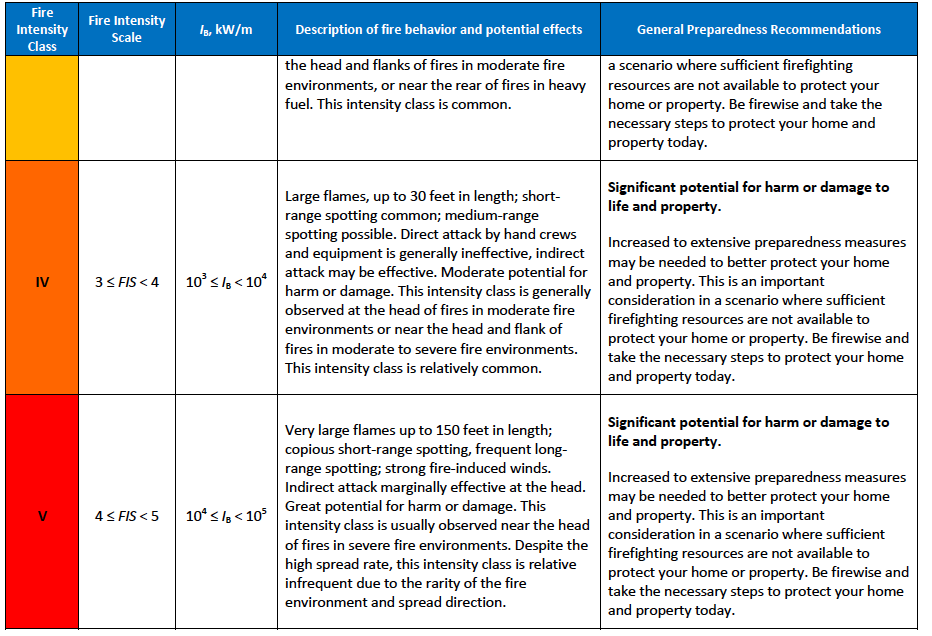 Fire Intensity Class
Fire Intensity Scale
I_B, kW/m
Description of fire behavior and potential effects
General Preparedness Recommendations
the head and flanks of fires in moderate fire
environments, or near the rear of fires in heavy
fuel. This intensity class is common.
a scenario where sufficient firefighting
resources are not available to protect your
home or property. Be firewise and take the
necessary steps to protect your home and
property today.
IV
3 ≤ FIS < 4
10³ ≤ I_B < 10⁴
Large flames, up to 30 feet in length; short-
range spotting common; medium-range
spotting possible. Direct attack by hand crews
and equipment is generally ineffective, indirect
attack may be effective. Moderate potential for
harm or damage. This intensity class is generally
observed at the head of fires in moderate fire
environments or near the head and flank of
fires in moderate to severe fire environments.
This intensity class is relatively common.
Significant potential for harm or damage to
life and property.
Increased to extensive preparedness measures
may be needed to better protect your home
and property. This is an important
consideration in a scenario where sufficient
firefighting resources are not available to
protect your home or property. Be firewise and
take the necessary steps to protect your home
and property today.
V
4 ≤ FIS < 5
10⁴ ≤ I_B < 10⁵
Very large flames up to 150 feet in length;
copious short-range spotting, frequent long-
range spotting; strong fire-induced winds.
Indirect attack marginally effective at the head.
Great potential for harm or damage. This
intensity class is usually observed near the head
of fires in severe fire environments. Despite the
high spread rate, this intensity class is relative
infrequent due to the rarity of the fire
environment and spread direction.
Significant potential for harm or damage to
life and property.
Increased to extensive preparedness measures
may be needed to better protect your home
and property. This is an important
consideration in a scenario where sufficient
firefighting resources are not available to
protect your home or property. Be firewise and
take the necessary steps to protect your home
and property today.